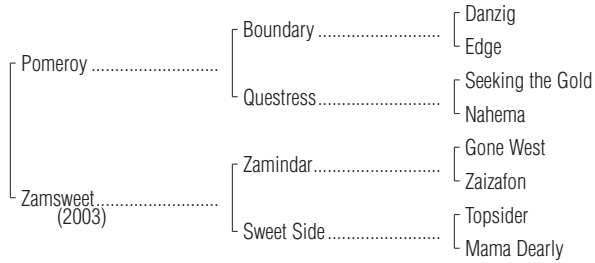 Danzig
Boundary ................................
Edge
Pomeroy .................................
Seeking the Gold
Questress................................
Nahema
Gone West
Zamindar.................................
Zaizafon
Zamsweet................................
(2003)
Topsider
Sweet Side .............................
Mama Dearly